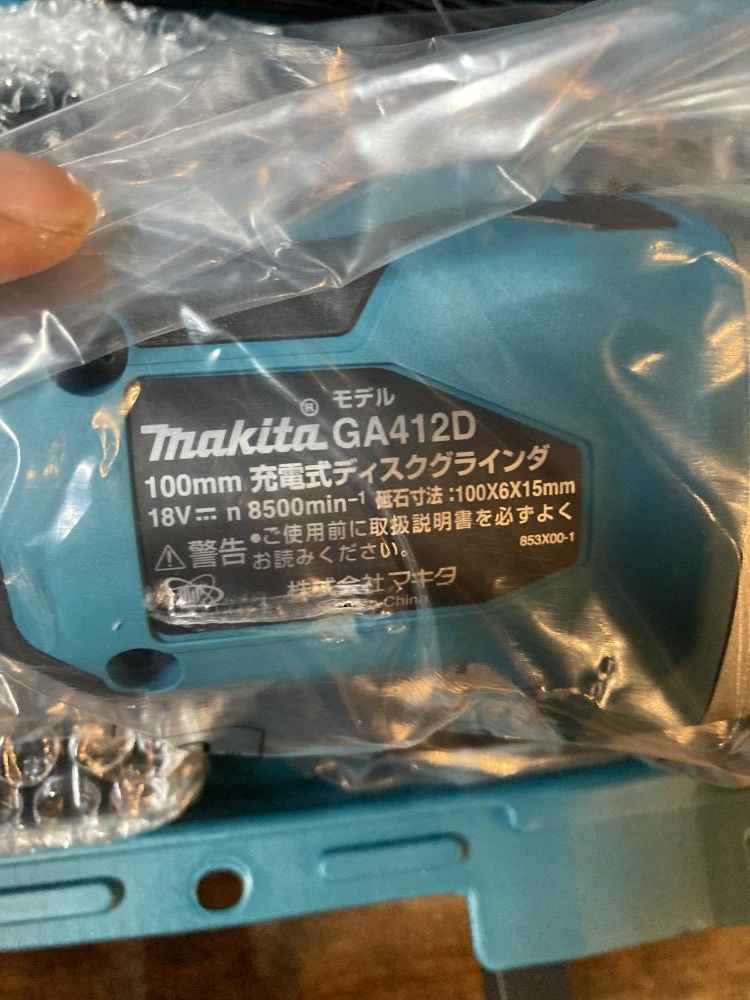 モデル
makita® GA412D
100mm 充電式ディスクグラインダ
18V⎓ n 8500min⁻¹ 砥石寸法:100X6X15mm
⚠警告 •ご使用前に取扱説明書を必ずよく
お読みください。
853X00-1
株式会社マキタ
China